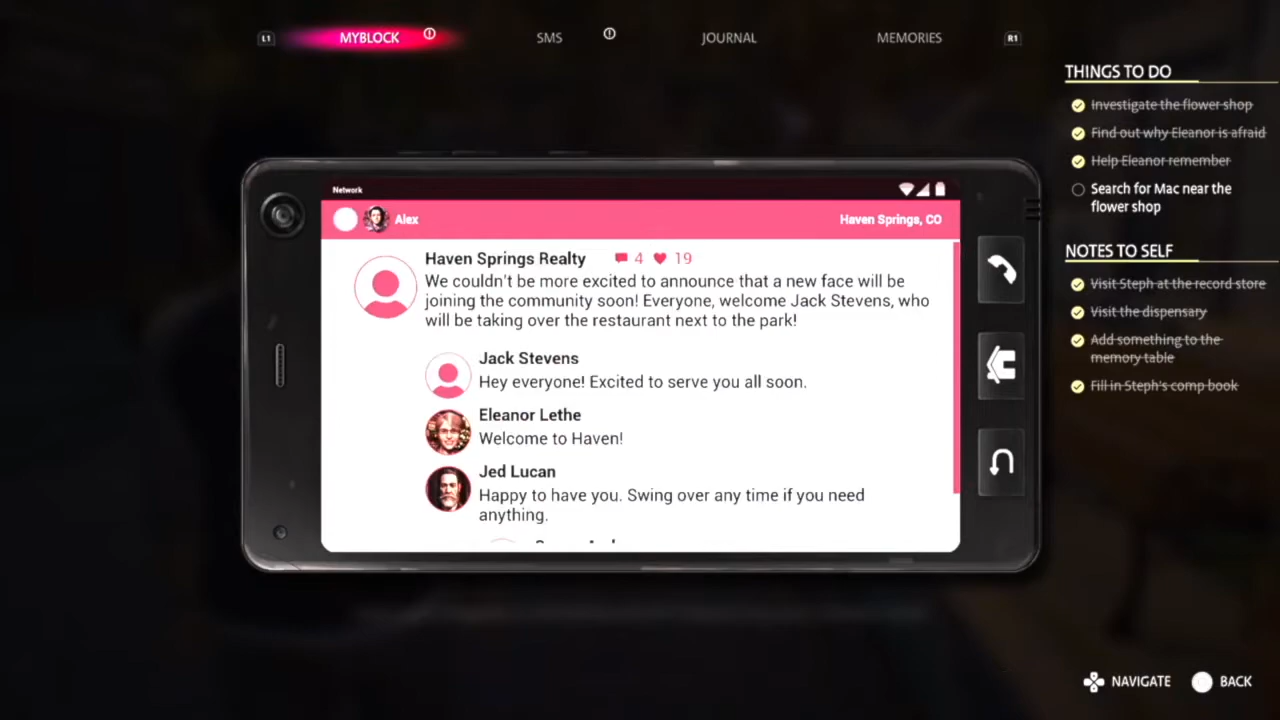 L1
MYBLOCK
SMS
JOURNAL
MEMORIES
R1
THINGS TO DO
Investigate the flower shop
Find out why Eleanor is afraid
Help Eleanor remember
Search for Mac near the
flower shop
NOTES TO SELF
Visit Steph at the record store
Visit the dispensary
Add something to the
memory table
Fill in Steph's comp book
Network
Alex
Haven Springs, CO
Haven Springs Realty 4 19
We couldn't be more excited to announce that a new face will be
joining the community soon! Everyone, welcome Jack Stevens, who
will be taking over the restaurant next to the park!
Jack Stevens
Hey everyone! Excited to serve you all soon.
Eleanor Lethe
Welcome to Haven!
Jed Lucan
Happy to have you. Swing over any time if you need
anything.
NAVIGATE
BACK